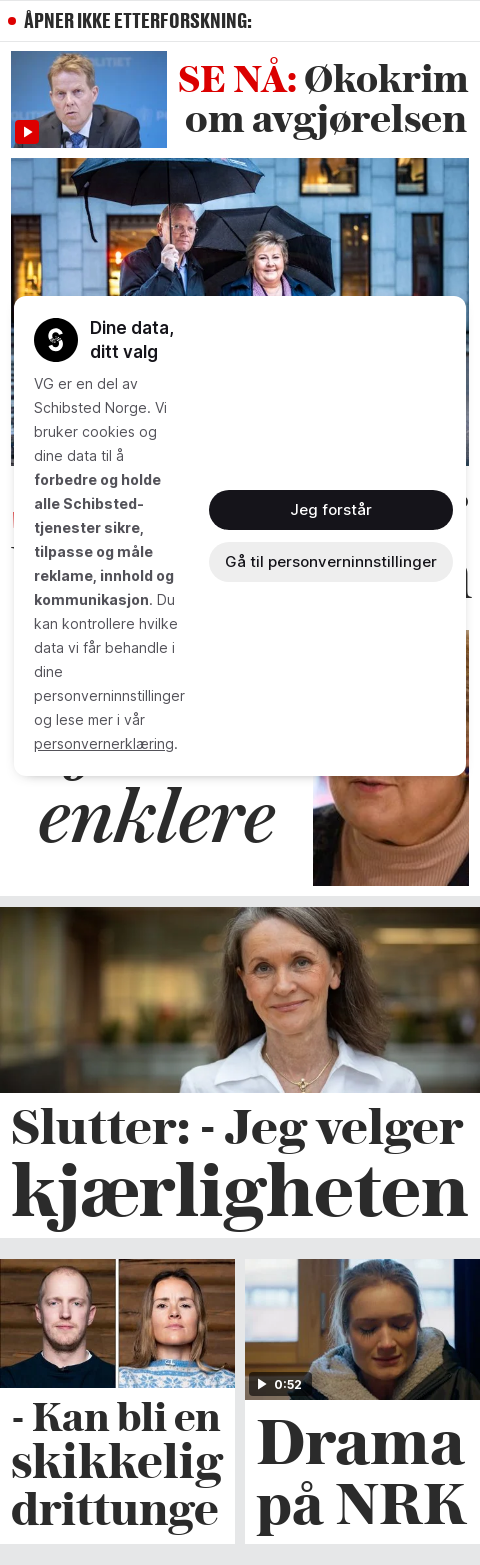 ÅPNER IKKE ETTERFORSKNING:
SE NÅ: Økokrim
om avgjørelsen
Dine data,
ditt valg
VG er en del av
Schibsted Norge. Vi
bruker cookies og
dine data til å
forbedre og holde
alle Schibsted-
tjenester sikre,
tilpasse og måle
reklame, innhold og
kommunikasjon. Du
kan kontrollere hvilke
data vi får behandle i
dine
personverninnstillinger
og lese mer i vår
personvernerklæring.
Jeg forstår
Gå til personverninnstillinger
enklere
Slutter: - Jeg velger
kjærligheten
- Kan bli en
skikkelig
drittunge
0:52
Drama
på NRK